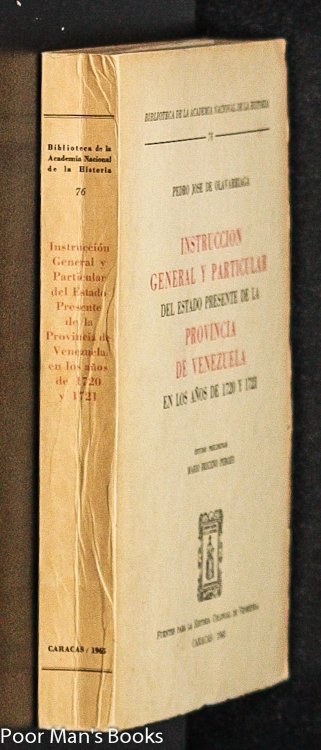 Biblioteca de la
Academia Nacional
de la Historia
76
Instrucción
General y
Particular
del Estado
Presente
de la
Provincia de
Venezuela
en los años
de 1720
y 1721
CARACAS / 1965
BIBLIOTECA DE LA ACADEMIA NACIONAL DE LA HISTORIA
76
PEDRO JOSE DE OLAVARRIAGA
INSTRUCCION
GENERAL Y PARTICULAR
DEL ESTADO PRESENTE DE LA
PROVINCIA
DE VENEZUELA
EN LOS AÑOS DE 1720 Y 1721
ESTUDIO PRELIMINAR
MARIO BRICEÑO PEROZO
FUENTES PARA LA HISTORIA COLONIAL DE VENEZUELA
CARACAS / 1965
Poor Man's Books